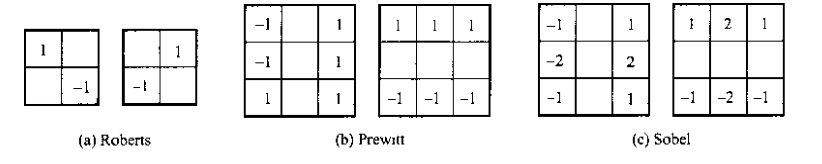 -1 1 1 1 1 -1 1 1 2 1
1 1 -1 1 -2 2
-1 -1 1 1 -1 -1 -1 -1 1 -1 -2 -1
(a) Roberts (b) Prewitt (c) Sobel